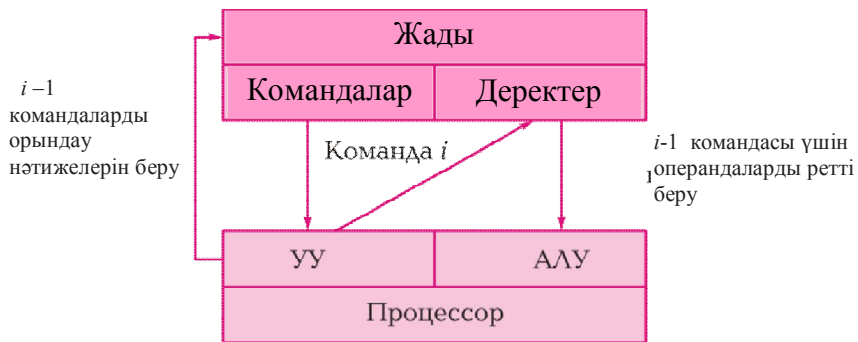 Жады
Командалар
Деректер
i –1
командаларды
орындау
нәтижелерін беру
Команда i
i-1 командасы үшін
операндаларды ретті
беру
УУ
АЛУ
Процессор